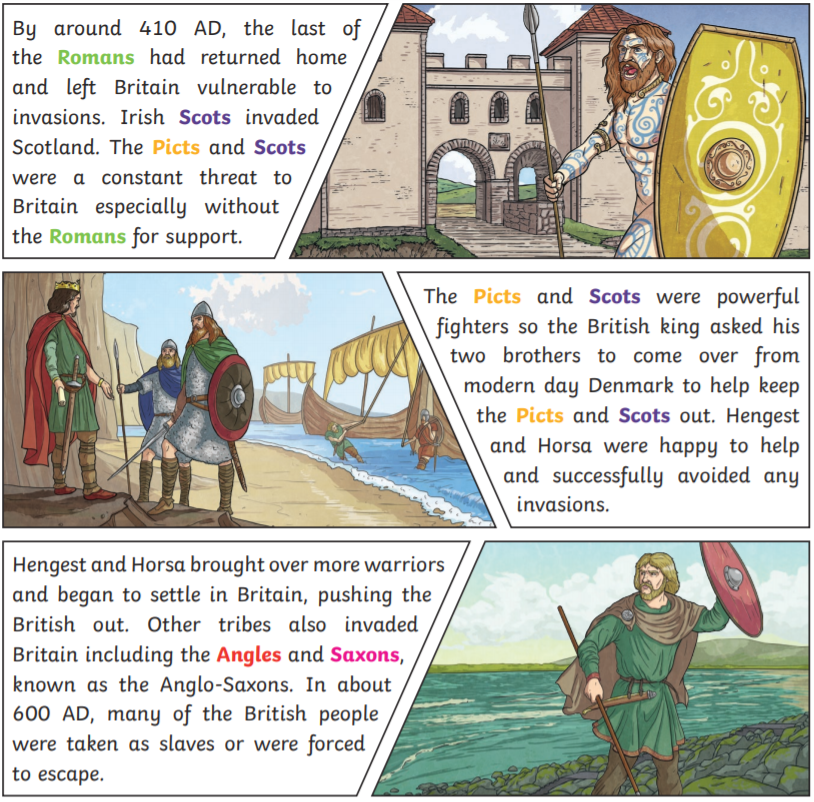 By around 410 AD, the last of
the Romans had returned home
and left Britain vulnerable to
invasions. Irish Scots invaded
Scotland. The Picts and Scots
were a constant threat to
Britain especially without
the Romans for support.
The Picts and Scots were powerful
fighters so the British king asked his
two brothers to come over from
modern day Denmark to help keep
the Picts and Scots out. Hengest
and Horsa were happy to help
and successfully avoided any
invasions.
Hengest and Horsa brought over more warriors
and began to settle in Britain, pushing the
British out. Other tribes also invaded
Britain including the Angles and Saxons,
known as the Anglo-Saxons. In about
600 AD, many of the British people
were taken as slaves or were forced
to escape.